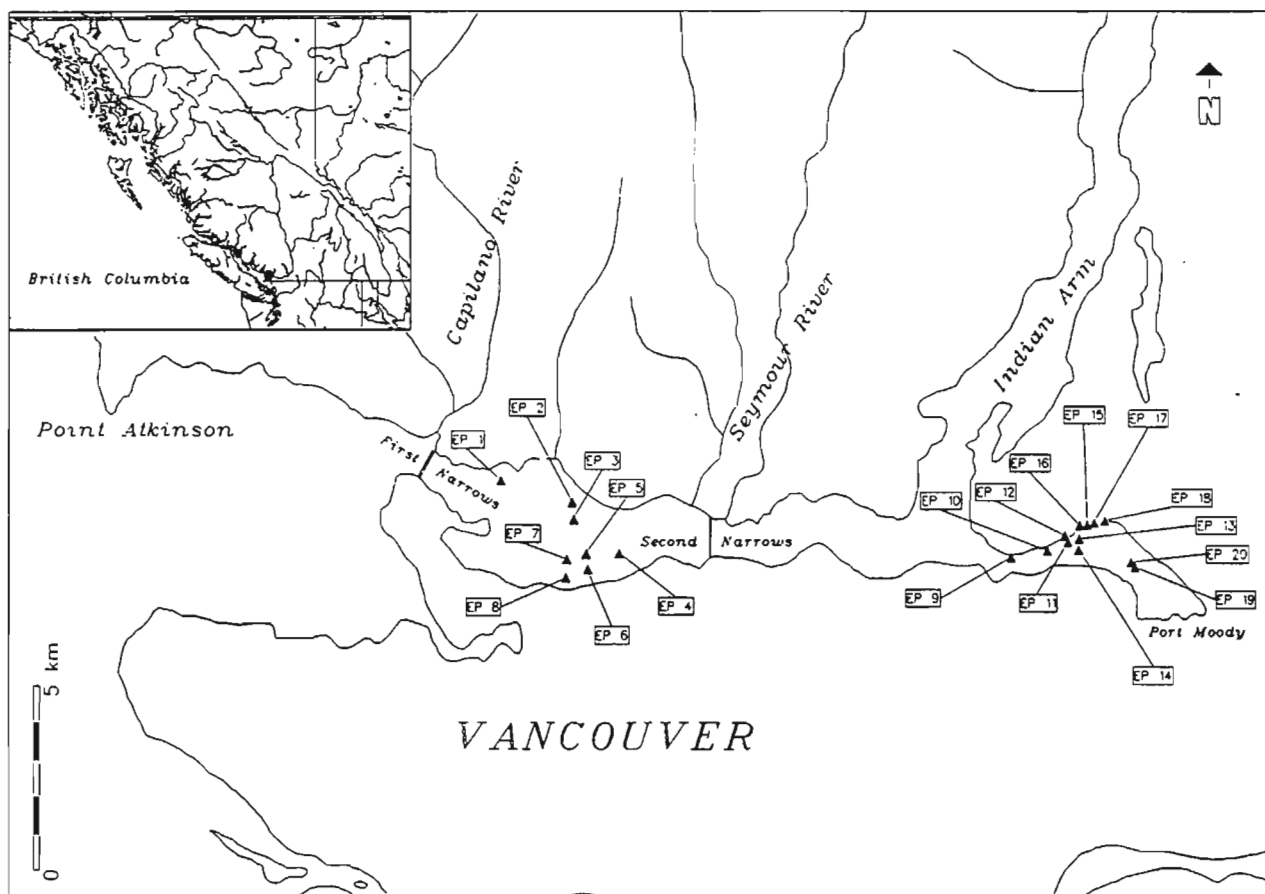 British Columbia
N
Capilano River
Seymour River
Indian Arm
Point Atkinson
First
Narrows
Second Narrows
EP 1
EP 2
EP 3
EP 5
EP 7
EP 8
EP 6
EP 4
EP 15
EP 17
EP 16
EP 12
EP 10
EP 18
EP 13
EP 20
EP 19
EP 9
EP 11
EP 14
Port Moody
VANCOUVER
5 km
0